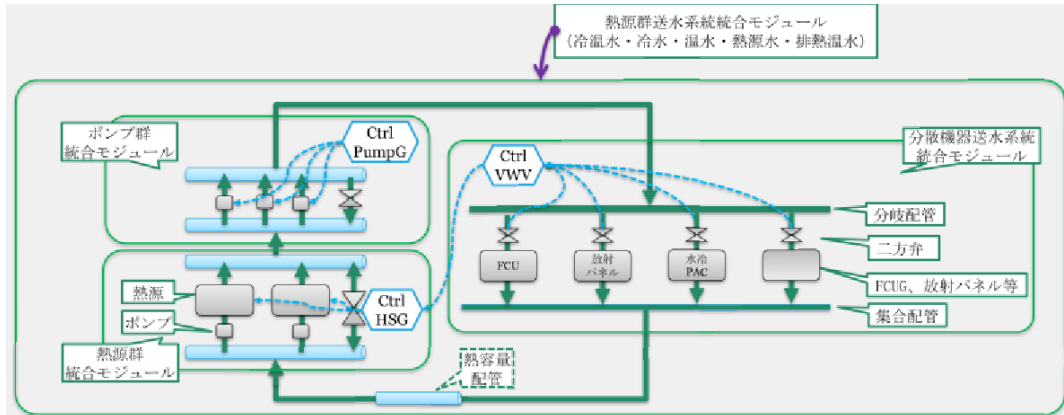 熱源群送水系統統合モジュール
（冷温水・冷水・温水・熱源水・排熱温水）
ポンプ群
統合モジュール
Ctrl
PumpG
Ctrl
VWV
分散機器送水系統
統合モジュール
分岐配管
二方弁
FCU
放射
パネル
水冷
PAC
FCUG、放射パネル等
集合配管
熱源
ポンプ
Ctrl
HSG
熱源群
統合モジュール
熱容量
配管